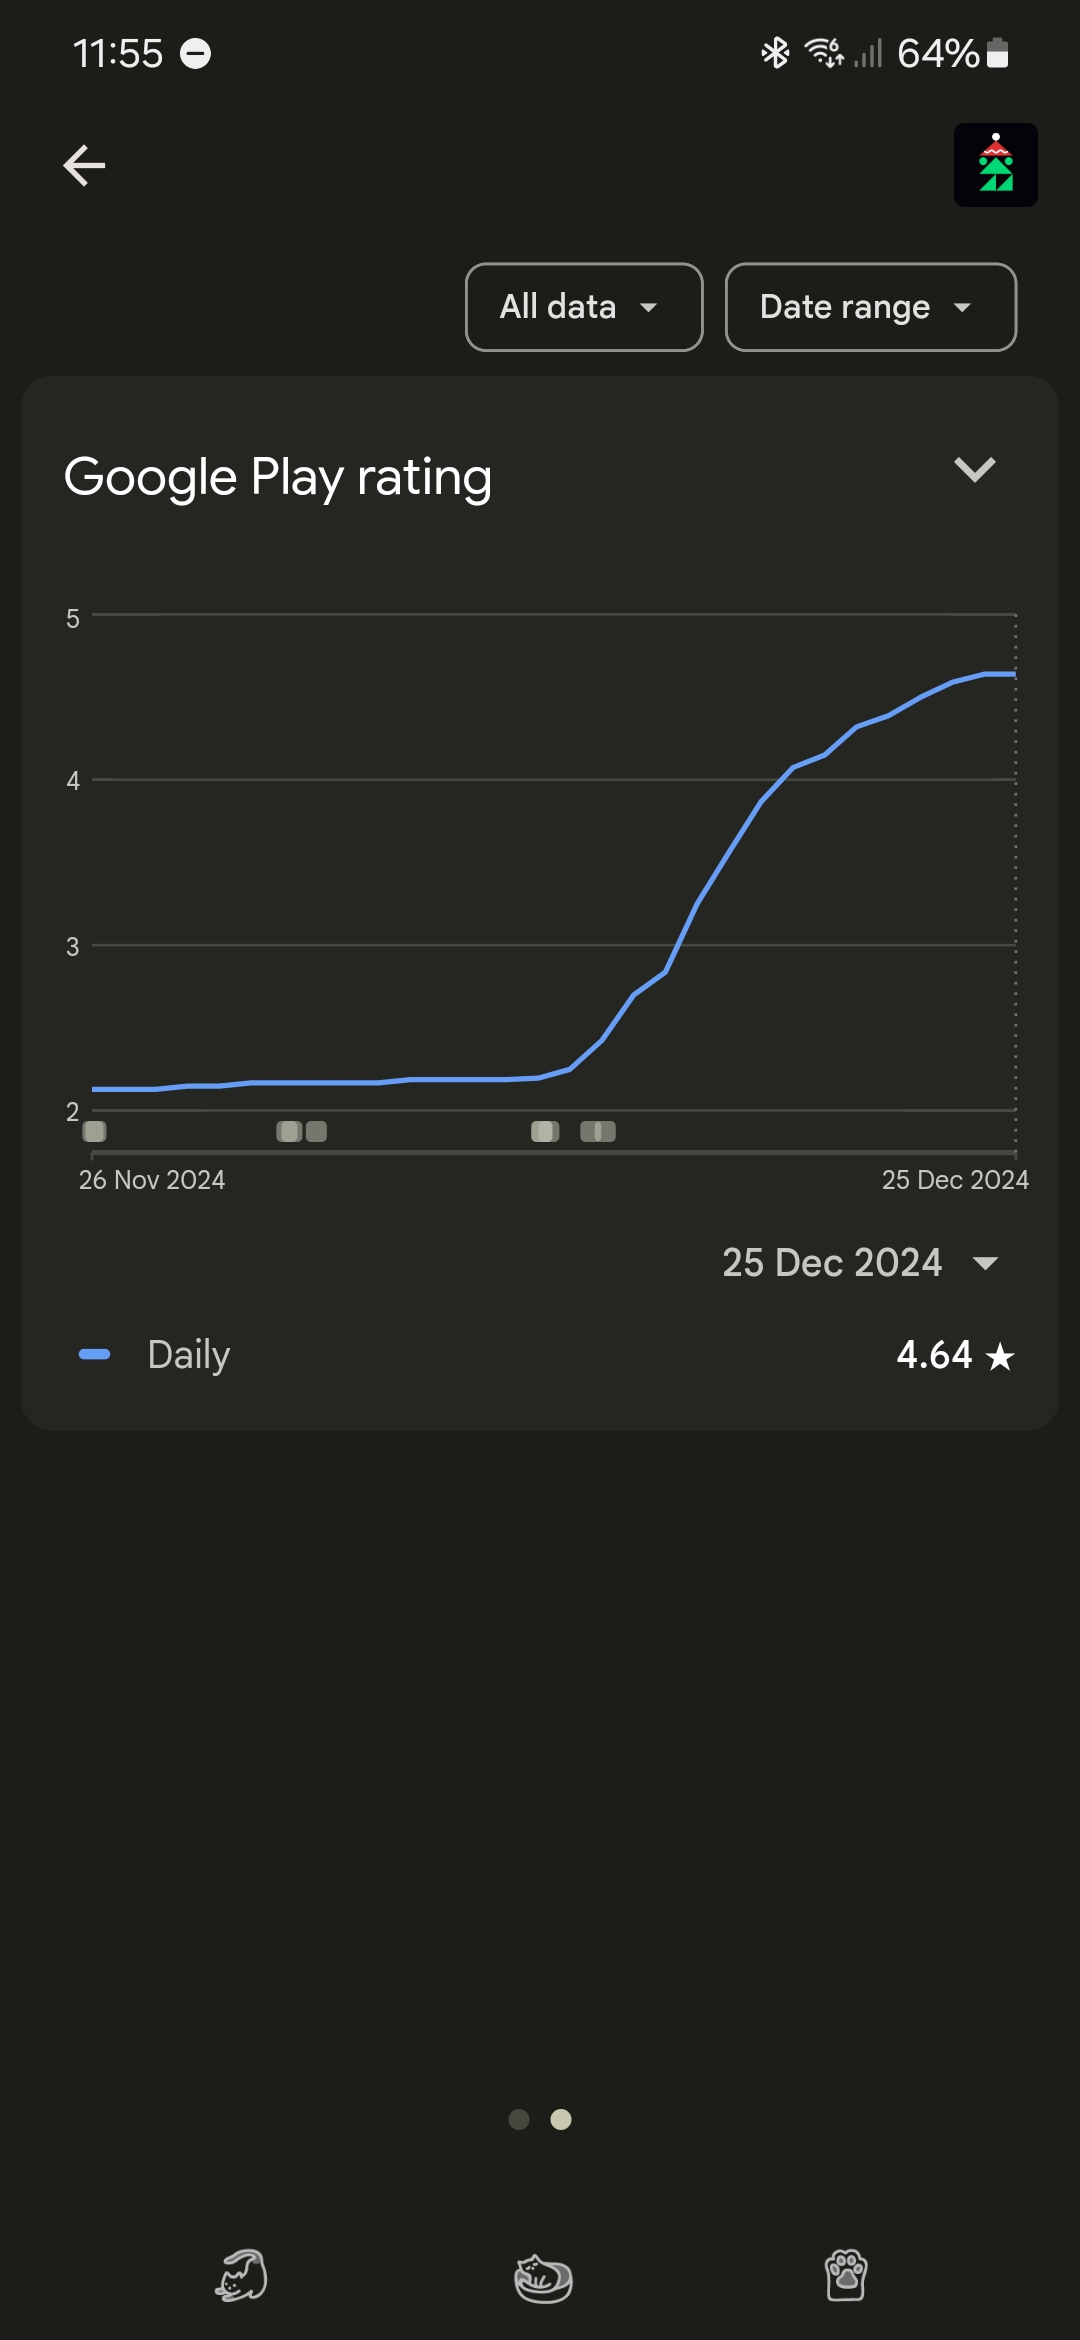 11:55
64%
All data
Date range
Google Play rating
5
4
3
2
26 Nov 2024
25 Dec 2024
25 Dec 2024
Daily
4.64 ★